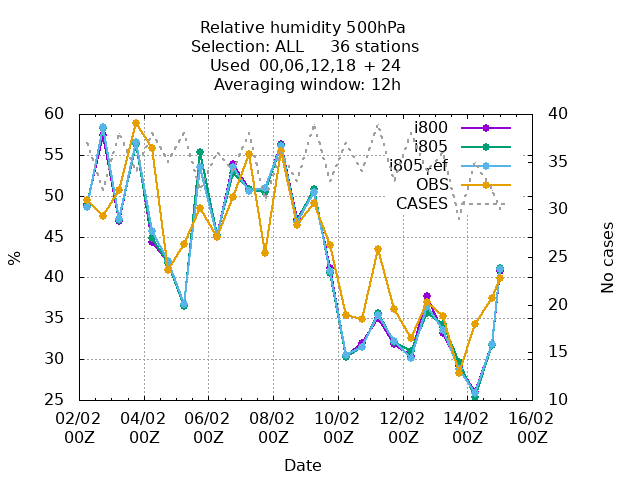 Relative humidity 500hPa
Selection: ALL 36 stations
Used 00,06,12,18 + 24
Averaging window: 12h
60
55
50
45
40
35
30
25
%
40
35
30
25
20
15
10
No cases
i800
i805
i805_ref
OBS
CASES
02/02 04/02 06/02 08/02 10/02 12/02 14/02 16/02
00Z 00Z 00Z 00Z 00Z 00Z 00Z 00Z
Date